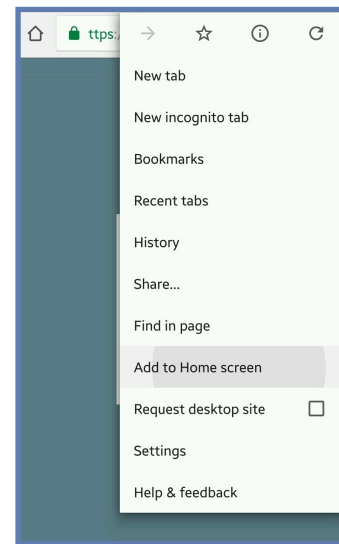 ttps:/
New tab
New incognito tab
Bookmarks
Recent tabs
History
Share...
Find in page
Add to Home screen
Request desktop site
Settings
Help & feedback